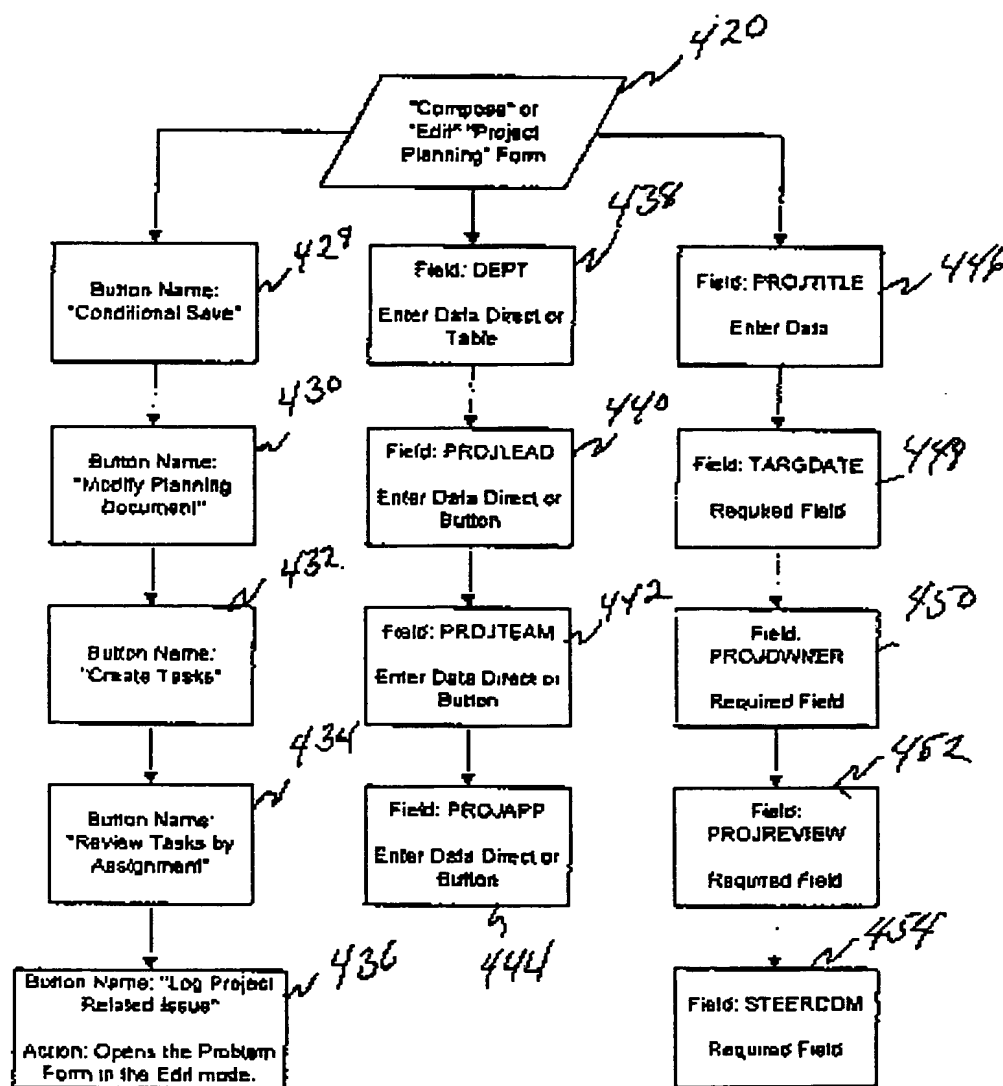 420
"Compose" or
"Edit" "Project
Planning" Form
428
Button Name:
"Conditional Save"
438
Field: DEPT
Enter Data Direct or
Table
446
Field: PROJTITLE
Enter Data
430
Button Name:
"Modify Planning
Document"
440
Field: PROJLEAD
Enter Data Direct or
Button
448
Field: TARGDATE
Required Field
432
Button Name:
"Create Tasks"
442
Field: PROJTEAM
Enter Data Direct or
Button
450
Field:
PROJOWNER
Required Field
434
Button Name:
"Review Tasks by
Assignment"
Field: PROJAPP
Enter Data Direct or
Button
444
452
Field:
PROJREVIEW
Required Field
436
Button Name: "Log Project
Related Issue"
Action: Opens the Problem
Form in the Edit mode.
454
Field: STEERCOM
Required Field